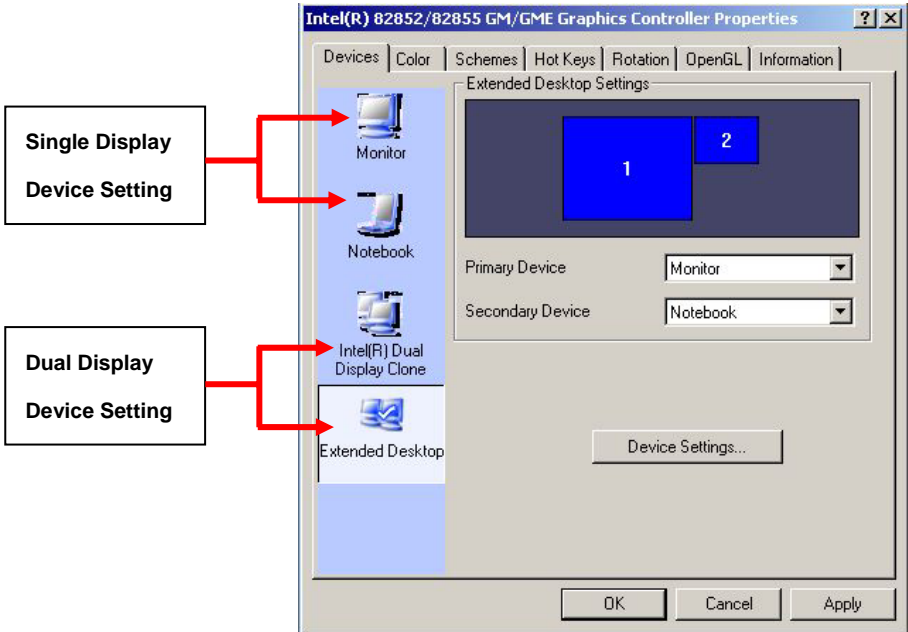 Intel(R) 82852/82855 GM/GME Graphics Controller Properties
Devices Color Schemes Hot Keys Rotation OpenGL Information
Single Display
Device Setting
Monitor
Notebook
Dual Display
Device Setting
Intel(R) Dual
Display Clone
Extended Desktop
Extended Desktop Settings
1
2
Primary Device Monitor
Secondary Device Notebook
Device Settings...
OK Cancel Apply